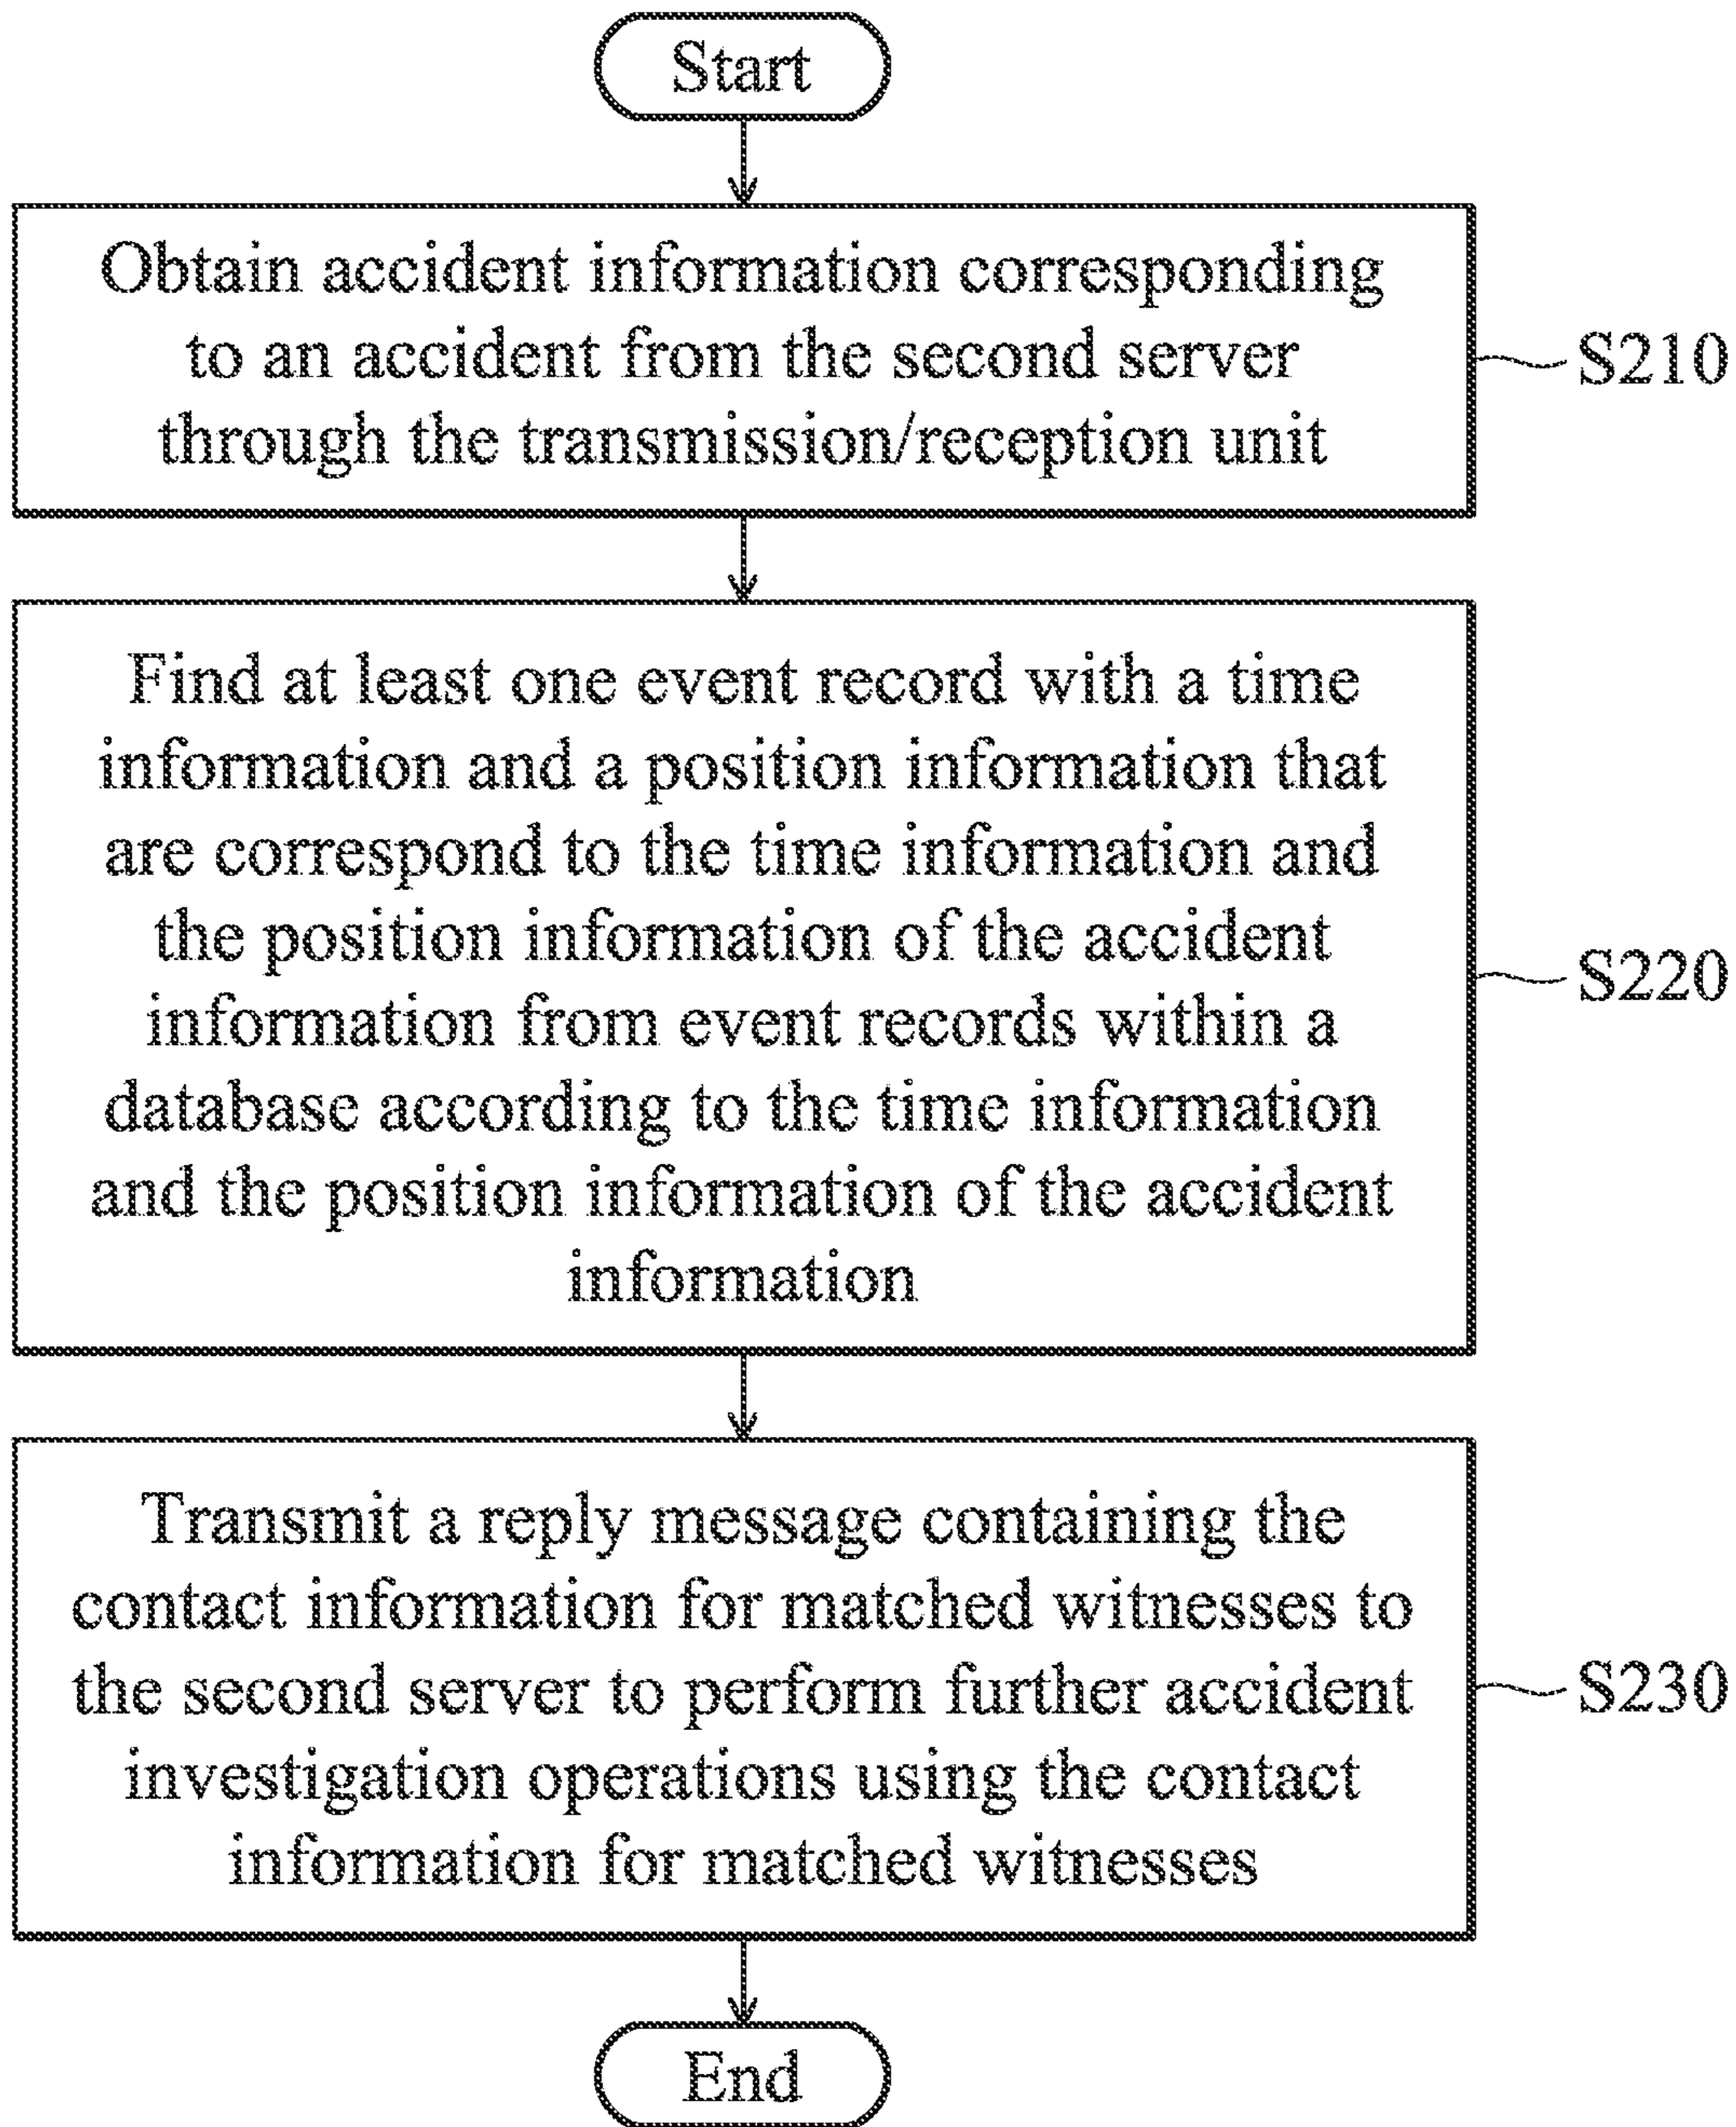 Start
Obtain accident information corresponding
to an accident from the second server
through the transmission/reception unit
S210
Find at least one event record with a time
information and a position information that
are correspond to the time information and
the position information of the accident
information from event records within a
database according to the time information
and the position information of the accident
information
S220
Transmit a reply message containing the
contact information for matched witnesses to
the second server to perform further accident
investigation operations using the contact
information for matched witnesses
S230
End